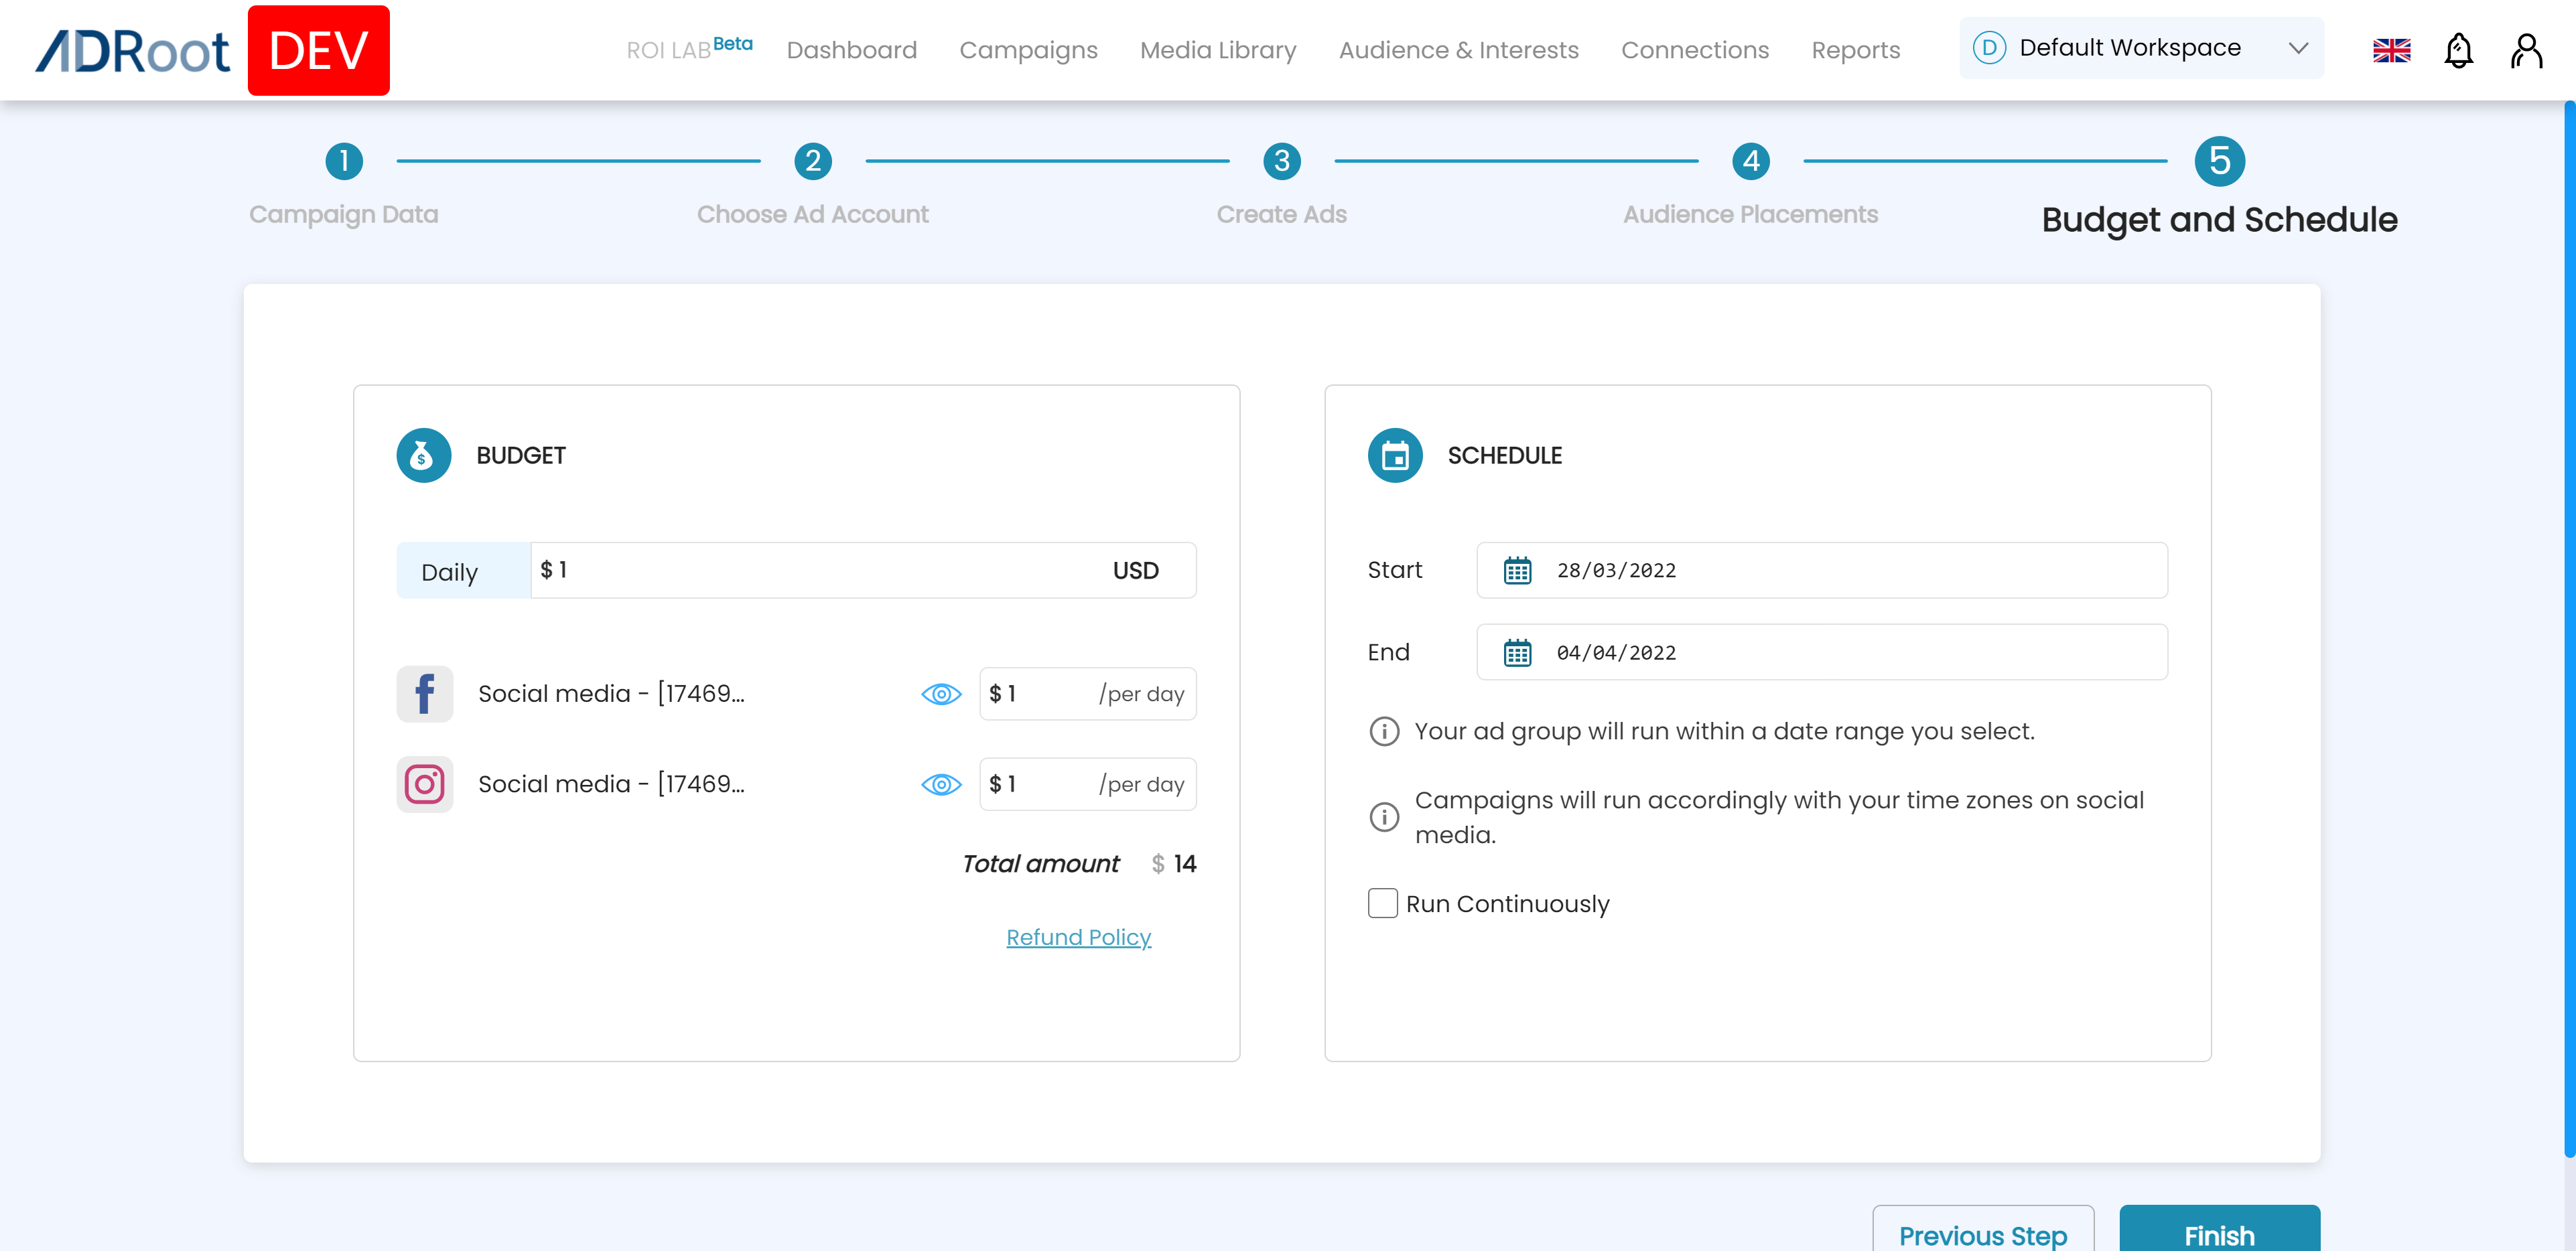 ADRoot DEV ROI LAB Beta Dashboard Campaigns Media Library Audience & Interests Connections Reports D Default Workspace
1 2 3 4 5
Campaign Data Choose Ad Account Create Ads Audience Placements Budget and Schedule
BUDGET
Daily $ 1 USD
Social media - [17469... $ 1 /per day
Social media - [17469... $ 1 /per day
Total amount $ 14
Refund Policy
SCHEDULE
Start 28/03/2022
End 04/04/2022
Your ad group will run within a date range you select.
Campaigns will run accordingly with your time zones on social
media.
Run Continuously
Previous Step Finish